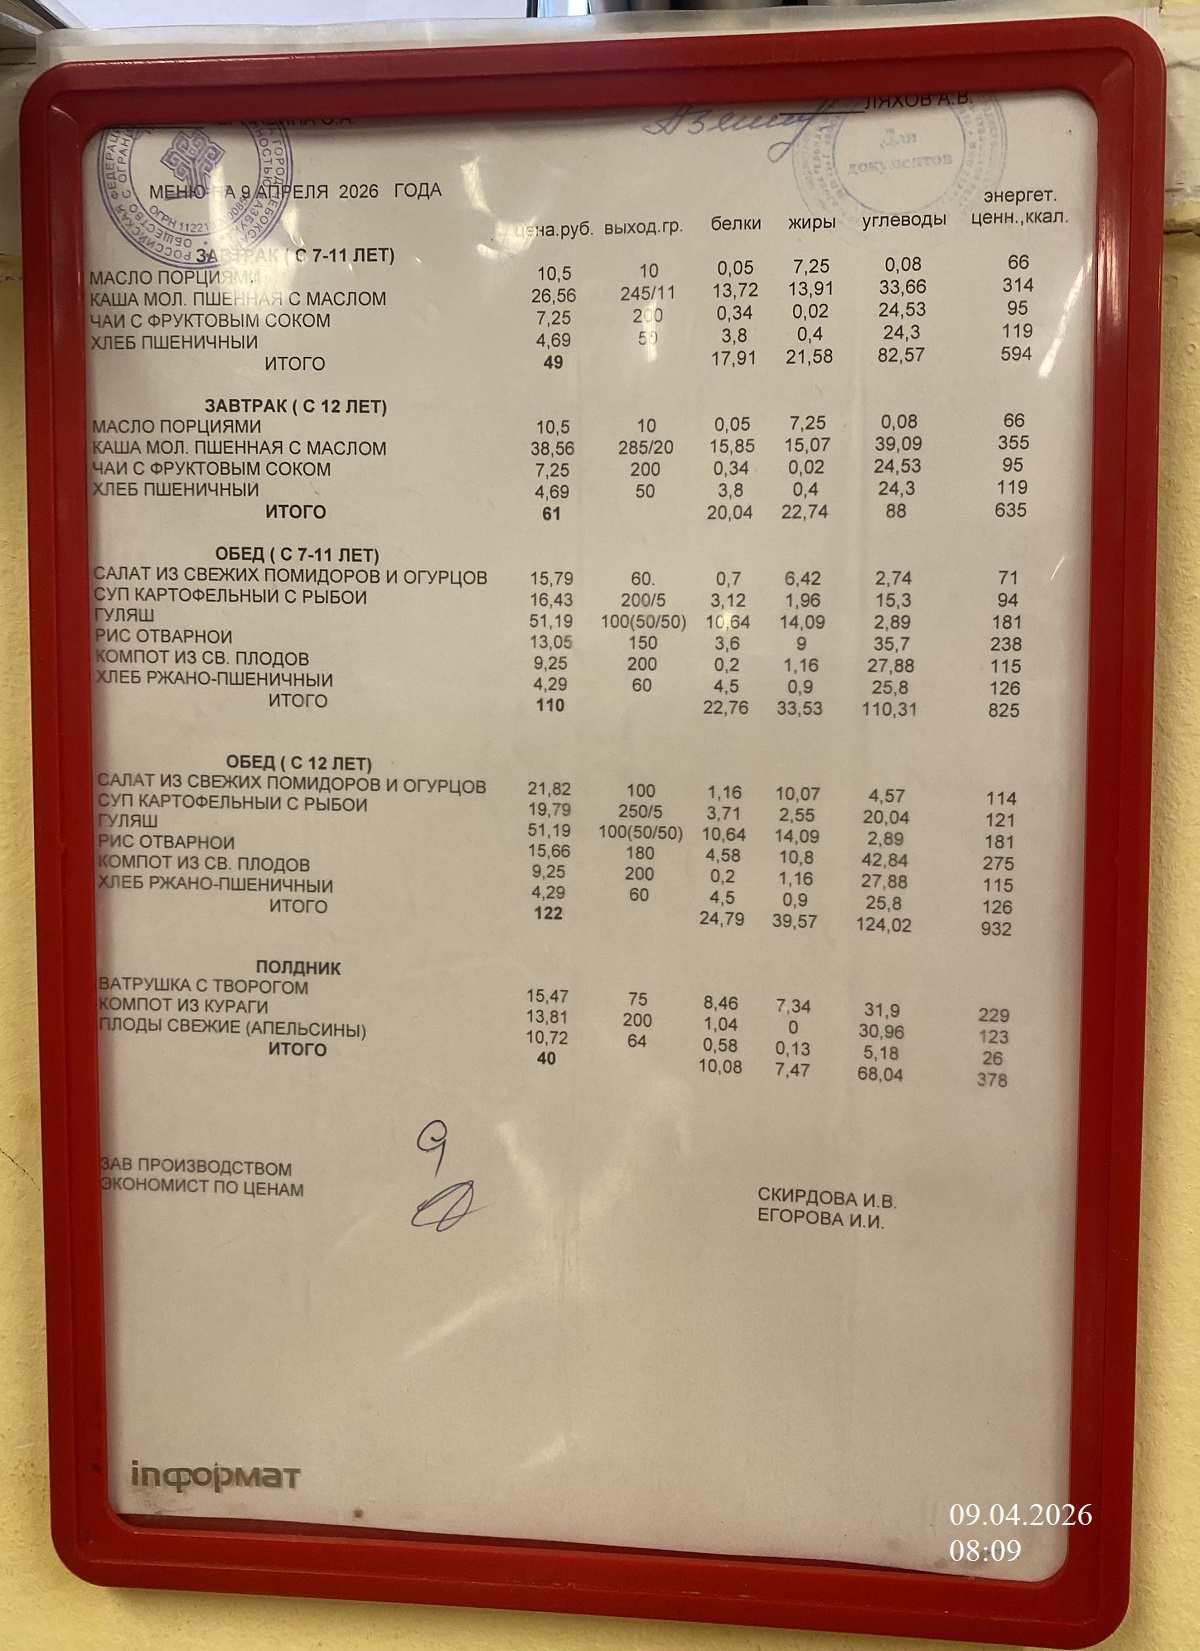 ЛЯХОВ А.В.
Для
документов
МЕНЮ НА 9 АПРЕЛЯ 2026 ГОДА
цена.руб. выход.гр. белки жиры углеводы энергет. ценн.,ккал.
ЗАВТРАК ( С 7-11 ЛЕТ)
МАСЛО ПОРЦИЯМИ 10,5 10 0,05 7,25 0,08 66
КАША МОЛ. ПШЕННАЯ С МАСЛОМ 26,56 245/11 13,72 13,91 33,66 314
ЧАИ С ФРУКТОВЫМ СОКОМ 7,25 200 0,34 0,02 24,53 95
ХЛЕБ ПШЕНИЧНЫИ 4,69 50 3,8 0,4 24,3 119
ИТОГО 49 17,91 21,58 82,57 594
ЗАВТРАК ( С 12 ЛЕТ)
МАСЛО ПОРЦИЯМИ 10,5 10 0,05 7,25 0,08 66
КАША МОЛ. ПШЕННАЯ С МАСЛОМ 38,56 285/20 15,85 15,07 39,09 355
ЧАИ С ФРУКТОВЫМ СОКОМ 7,25 200 0,34 0,02 24,53 95
ХЛЕБ ПШЕНИЧНЫИ 4,69 50 3,8 0,4 24,3 119
ИТОГО 61 20,04 22,74 88 635
ОБЕД ( С 7-11 ЛЕТ)
САЛАТ ИЗ СВЕЖИХ ПОМИДОРОВ И ОГУРЦОВ 15,79 60. 0,7 6,42 2,74 71
СУП КАРТОФЕЛЬНЫИ С РЫБОИ 16,43 200/5 3,12 1,96 15,3 94
ГУЛЯШ 51,19 100(50/50) 10,64 14,09 2,89 181
РИС ОТВАРНОИ 13,05 150 3,6 9 35,7 238
КОМПОТ ИЗ СВ. ПЛОДОВ 9,25 200 0,2 1,16 27,88 115
ХЛЕБ РЖАНО-ПШЕНИЧНЫИ 4,29 60 4,5 0,9 25,8 126
ИТОГО 110 22,76 33,53 110,31 825
ОБЕД ( С 12 ЛЕТ)
САЛАТ ИЗ СВЕЖИХ ПОМИДОРОВ И ОГУРЦОВ 21,82 100 1,16 10,07 4,57 114
СУП КАРТОФЕЛЬНЫИ С РЫБОИ 19,79 250/5 3,71 2,55 20,04 121
ГУЛЯШ 51,19 100(50/50) 10,64 14,09 2,89 181
РИС ОТВАРНОИ 15,66 180 4,58 10,8 42,84 275
КОМПОТ ИЗ СВ. ПЛОДОВ 9,25 200 0,2 1,16 27,88 115
ХЛЕБ РЖАНО-ПШЕНИЧНЫИ 4,29 60 4,5 0,9 25,8 126
ИТОГО 122 24,79 39,57 124,02 932
ПОЛДНИК
ВАТРУШКА С ТВОРОГОМ 15,47 75 8,46 7,34 31,9 229
КОМПОТ ИЗ КУРАГИ 13,81 200 1,04 0 30,96 123
ПЛОДЫ СВЕЖИЕ (АПЕЛЬСИНЫ) 10,72 64 0,58 0,13 5,18 26
ИТОГО 40 10,08 7,47 68,04 378
ЗАВ ПРОИЗВОДСТВОМ СКИРДОВА И.В.
ЭКОНОМИСТ ПО ЦЕНАМ ЕГОРОВА И.И.
inформат
09.04.2026
08:09